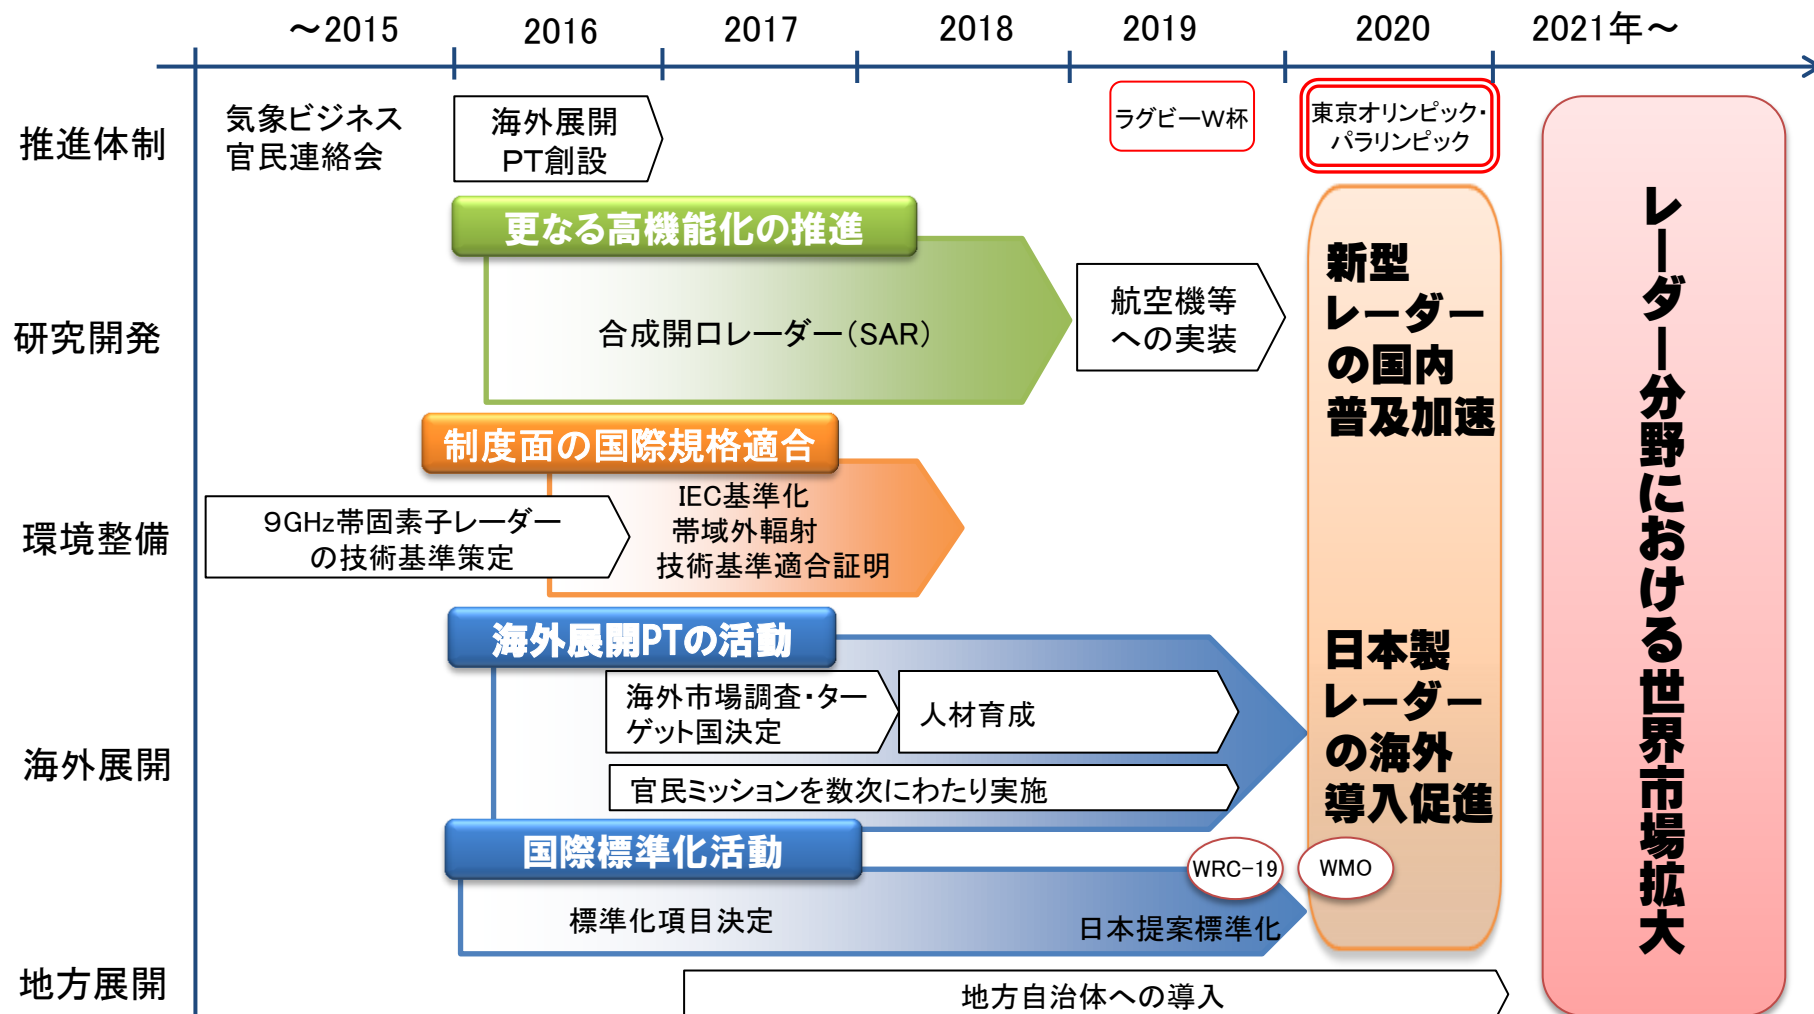 ～2015
2016
2017
2018
2019
2020
2021年～
推進体制
気象ビジネス
官民連絡会
海外展開
PT創設
ラグビーW杯
東京オリンピック・
パラリンピック
研究開発
更なる高機能化の推進
合成開口レーダー（SAR）
航空機等
への実装
新型
レーダー
の国内
普及加速
環境整備
制度面の国際規格適合
9GHz帯固素子レーダー
の技術基準策定
IEC基準化
帯域外輻射
技術基準適合証明
海外展開
海外展開PTの活動
海外市場調査・ター
ゲット国決定
人材育成
官民ミッションを数次にわたり実施
日本製
レーダー
の海外
導入促進
国際標準化活動
標準化項目決定
WRC-19
WMO
日本提案標準化
地方展開
地方自治体への導入
レーダー分野における世界市場拡大